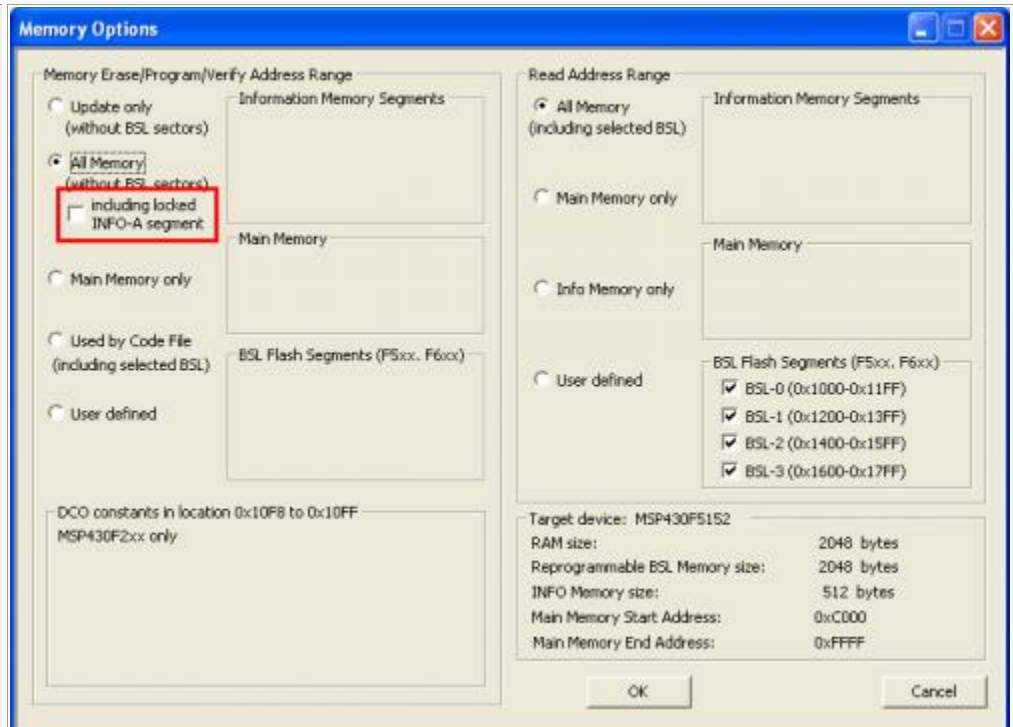 Memory Options
Memory Erase/Program/Verify Address Range
Update only
(without BSL sectors)
All Memory
(without BSL sectors)
including locked
INFO-A segment
Main Memory only
Used by Code File
(including selected BSL)
User defined
Information Memory Segments
Main Memory
BSL Flash Segments (F5xx. F6xx)
DCO constants in location 0x10F8 to 0x10FF
MSP430F2xx only
Read Address Range
All Memory
(including selected BSL)
Main Memory only
Info Memory only
User defined
Information Memory Segments
Main Memory
BSL Flash Segments (F5xx. F6xx)
BSL-0 (0x1000-0x11FF)
BSL-1 (0x1200-0x13FF)
BSL-2 (0x1400-0x15FF)
BSL-3 (0x1600-0x17FF)
Target device: MSP430F5152
RAM size: 2048 bytes
Reprogrammable BSL Memory size: 2048 bytes
INFO Memory size: 512 bytes
Main Memory Start Address: 0xC000
Main Memory End Address: 0xFFFF
OK
Cancel